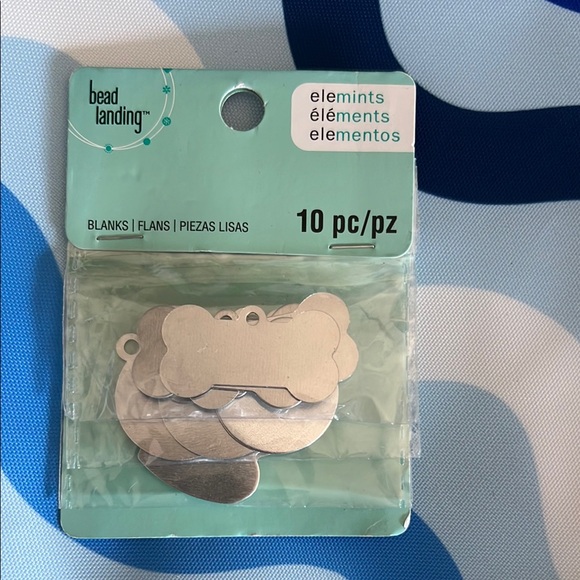 bead
landing™
elemints
éléments
elementos
BLANKS | FLANS | PIEZAS LISAS
10 pc/pz